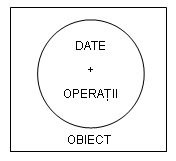 DATE
+
OPERAȚII
OBIECT